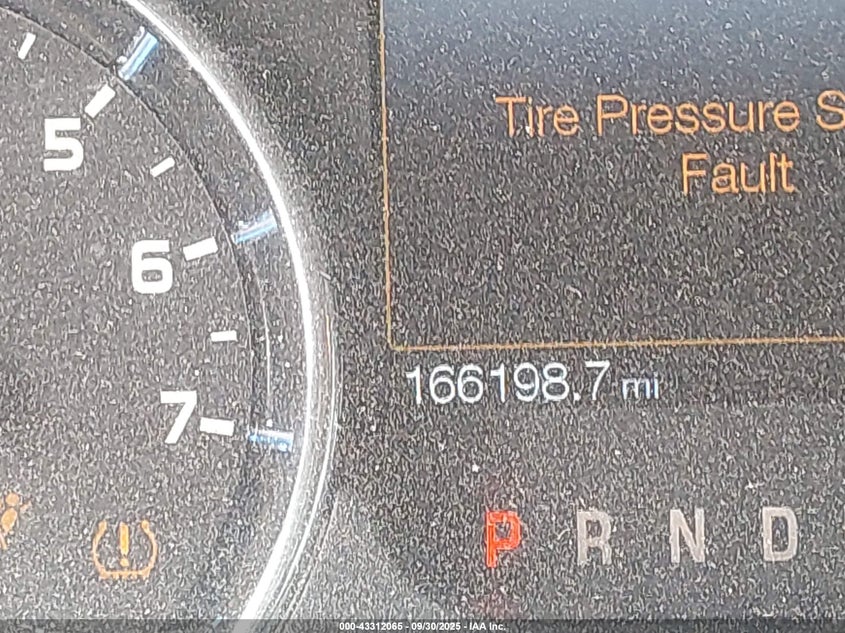 5
6
7
Tire Pressure S
Fault
166198.7 mi
P R N D
000-43312065 - 09/30/2025 - IAA Inc.